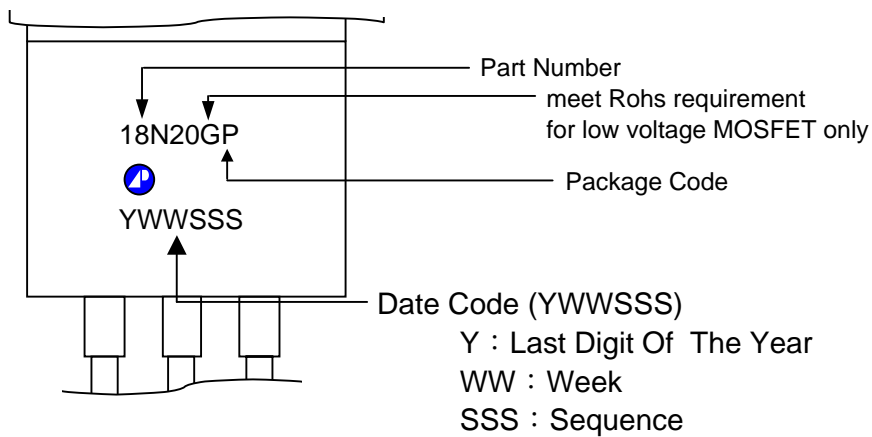 Part Number
meet Rohs requirement
for low voltage MOSFET only
18N20GP
Package Code
YWWSSS
Date Code (YWWSSS)
Y：Last Digit Of The Year
WW：Week
SSS：Sequence